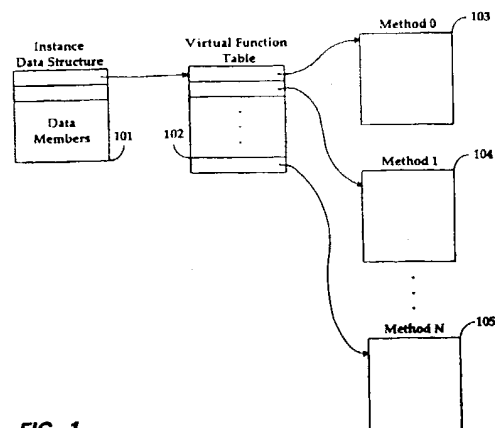 Instance
Data Structure
Data
Members
101
Virtual Function
Table
102
Method 0
103
Method 1
104
Method N
105
FIG. 1